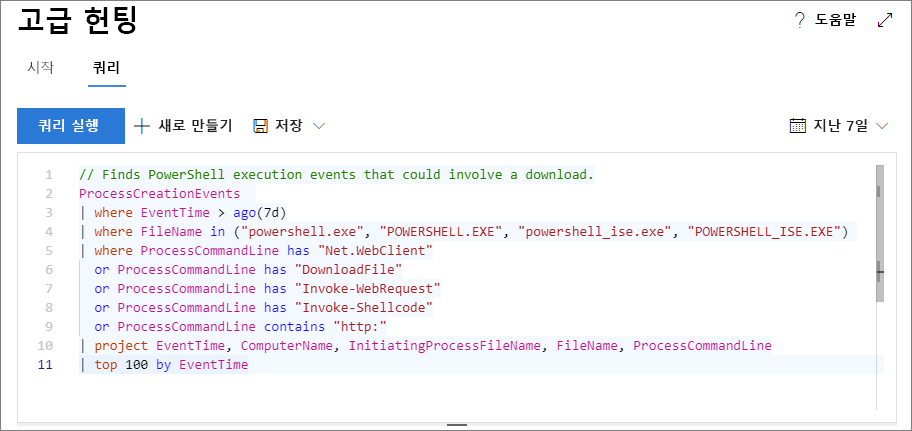 고급 헌팅
? 도움말
시작 쿼리
쿼리 실행 + 새로 만들기 저장 지난 7일
1 // Finds PowerShell execution events that could involve a download.
2 ProcessCreationEvents
3 | where EventTime > ago(7d)
4 | where FileName in ("powershell.exe", "POWERSHELL.EXE", "powershell_ise.exe", "POWERSHELL_ISE.EXE")
5 | where ProcessCommandLine has "Net.WebClient"
6 or ProcessCommandLine has "DownloadFile"
7 or ProcessCommandLine has "Invoke-WebRequest"
8 or ProcessCommandLine has "Invoke-Shellcode"
9 or ProcessCommandLine contains "http:"
10 | project EventTime, ComputerName, InitiatingProcessFileName, FileName, ProcessCommandLine
11 | top 100 by EventTime